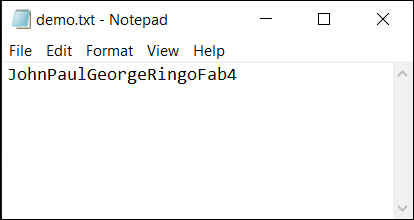 demo.txt - Notepad
File Edit Format View Help
JohnPaulGeorgeRingoFab4